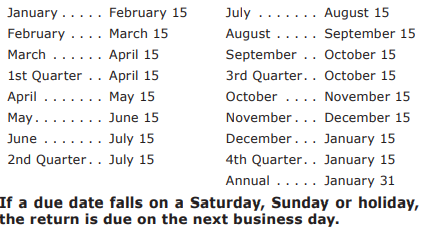 January . . . . . February 15
February . . . . March 15
March . . . . . . April 15
1st Quarter . . April 15
April . . . . . . . May 15
May. . . . . . . . June 15
June . . . . . . . July 15
2nd Quarter. . July 15
July . . . . . . . August 15
August . . . . . September 15
September . . October 15
3rd Quarter. . October 15
October . . . . November 15
November. . . December 15
December. . . January 15
4th Quarter. . January 15
Annual . . . . . January 31
If a due date falls on a Saturday, Sunday or holiday,
the return is due on the next business day.